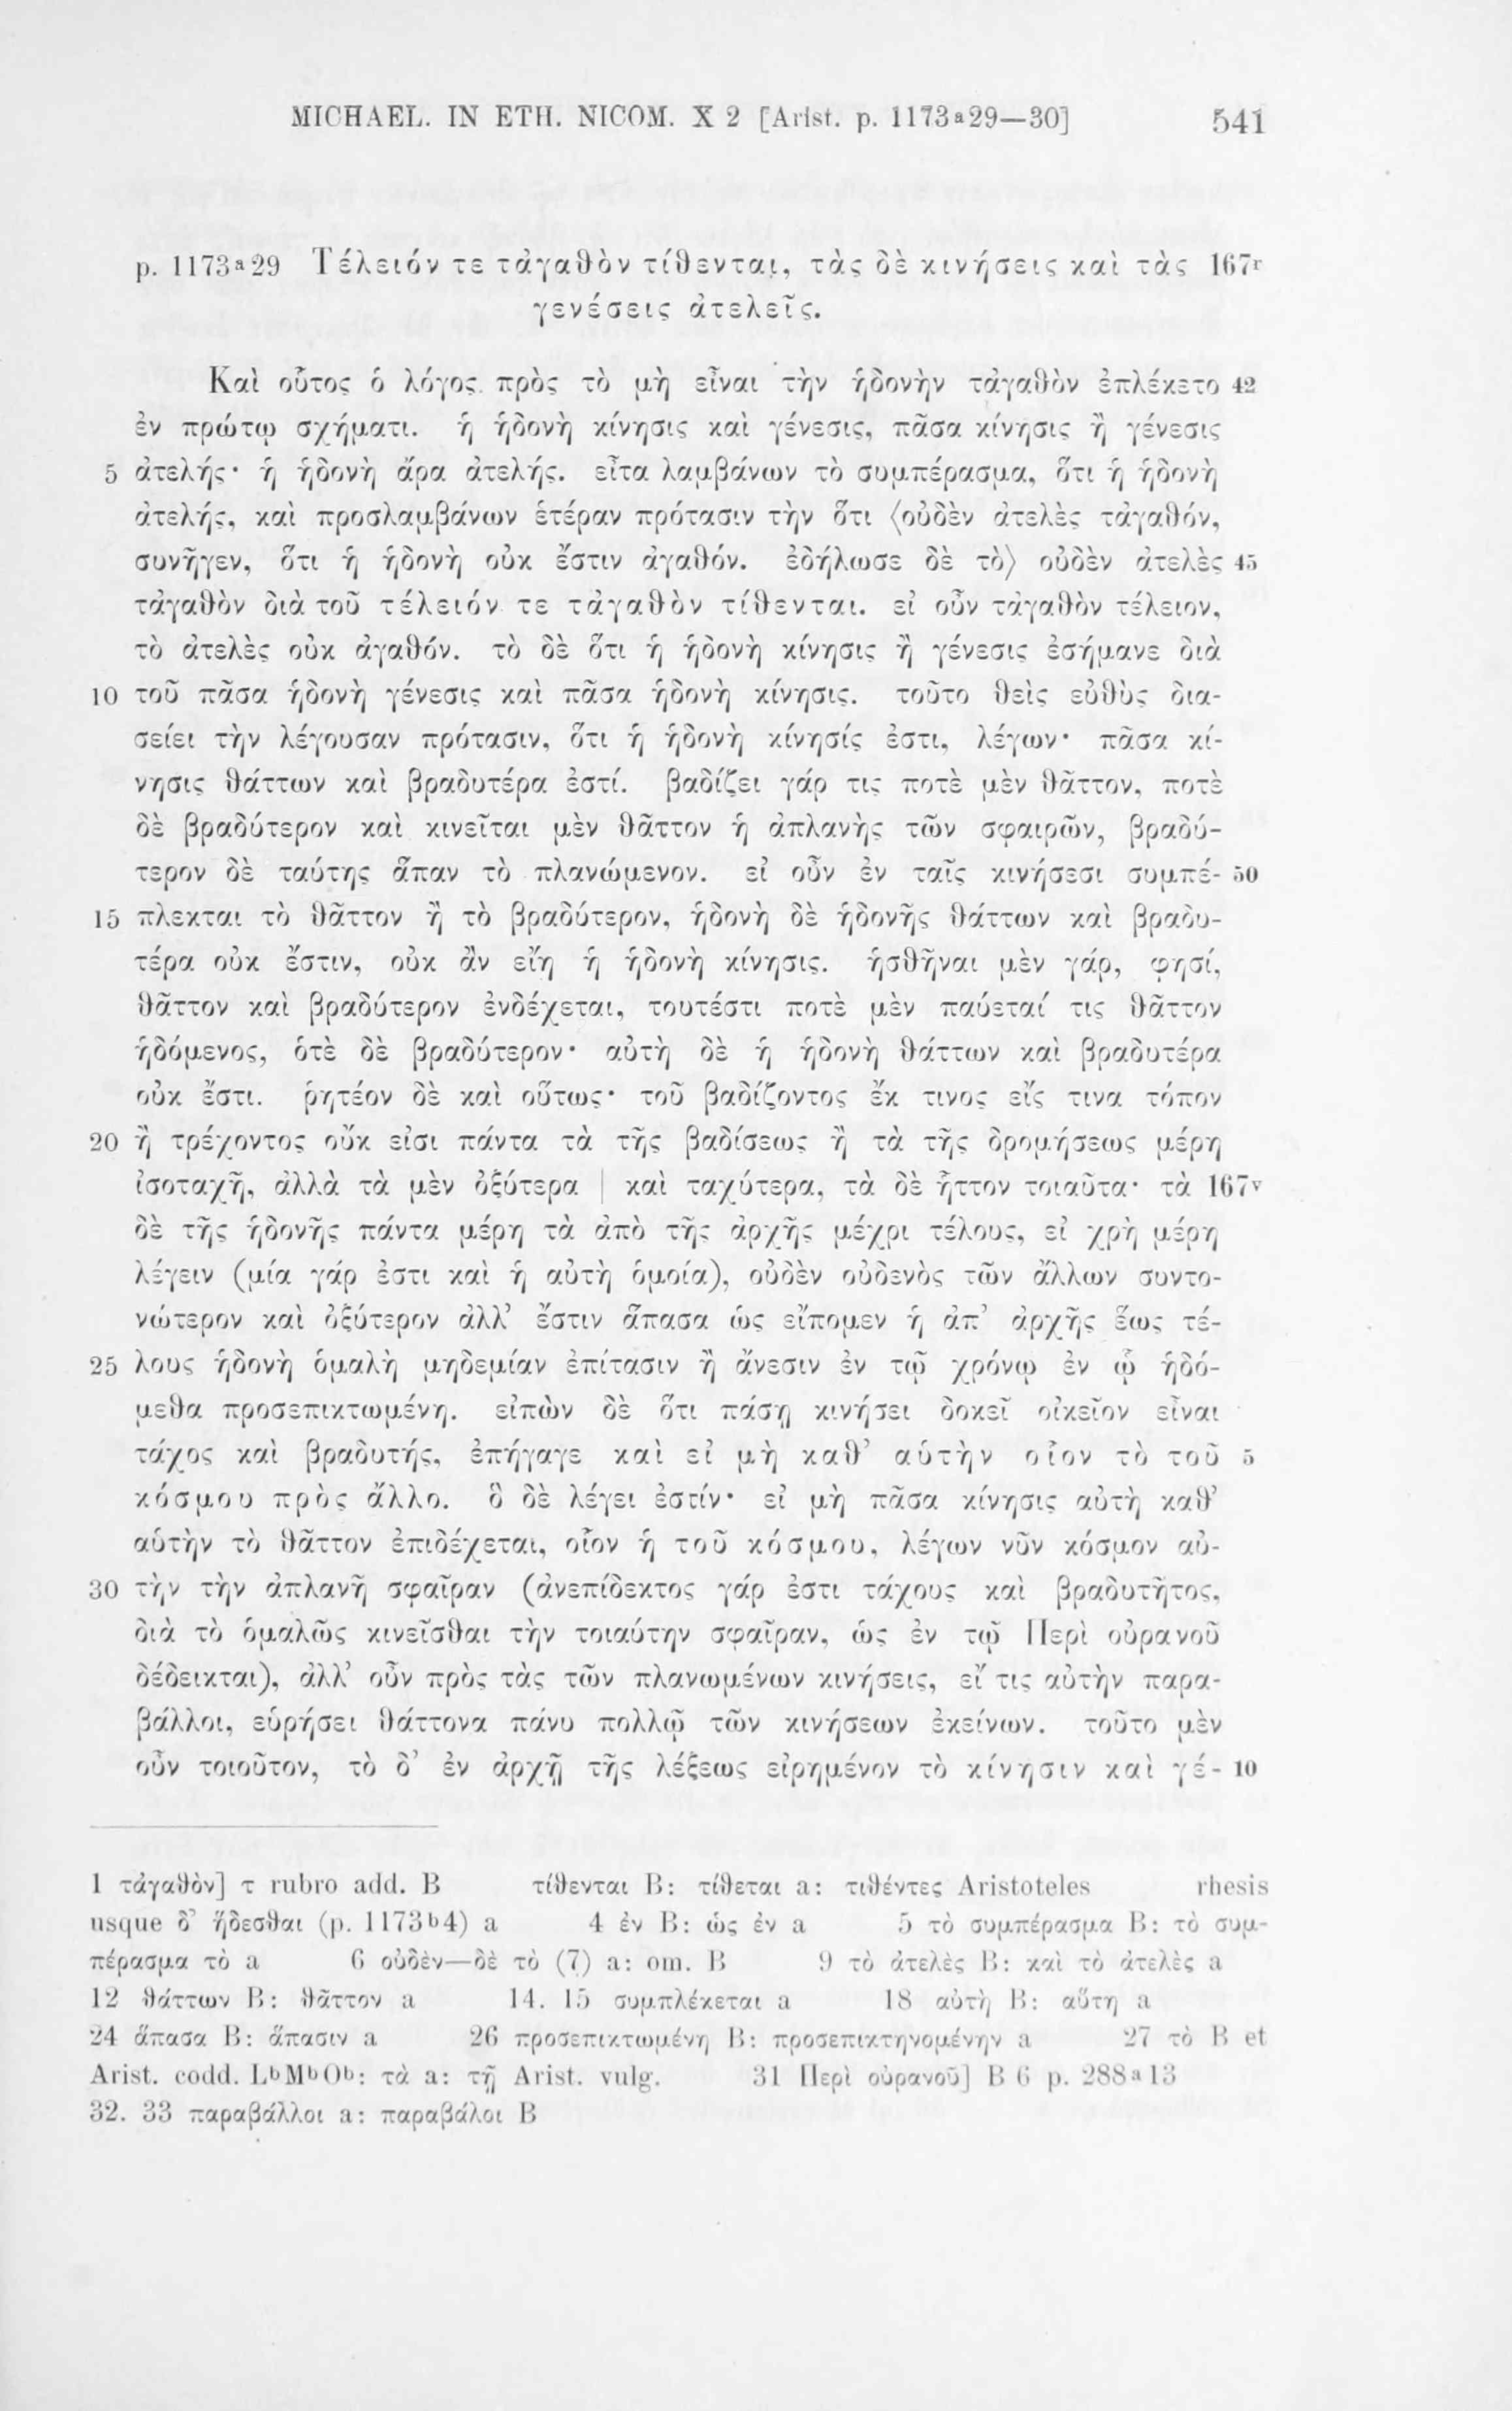 MICHAEL. IN ETH. NICOM. X 2 [Arist. p. 1173a29—30] 541
p. 1173a29 Τέλειόν τε τἀγαθὸν τίθενται, τὰς δὲ κινήσεις καὶ τὰς 167r
γενέσεις ἀτελεῖς.
Καὶ οὗτος ὁ λόγος πρὸς τὸ μὴ εἶναι τὴν ἡδονὴν τἀγαθὸν ἐπλέκετο 42
ἐν πρώτῳ σχήματι. ἡ ἡδονὴ κίνησις καὶ γένεσις, πᾶσα κίνησις ἢ γένεσις
5 ἀτελής· ἡ ἡδονὴ ἄρα ἀτελής. εἶτα λαμβάνων τὸ συμπέρασμα, ὅτι ἡ ἡδονὴ
ἀτελής, καὶ προσλαμβάνων ἑτέραν πρότασιν τὴν ὅτι ⟨οὐδὲν ἀτελὲς τἀγαθόν,
συνῆγεν, ὅτι ἡ ἡδονὴ οὐκ ἔστιν ἀγαθόν. ἐδήλωσε δὲ τὸ⟩ οὐδὲν ἀτελὲς 45
τἀγαθὸν διὰ τοῦ τέλειόν τε τἀγαθὸν τίθενται. εἰ οὖν τἀγαθὸν τέλειον,
τὸ ἀτελὲς οὐκ ἀγαθόν. τὸ δὲ ὅτι ἡ ἡδονὴ κίνησις ἢ γένεσις ἐσήμανε διὰ
10 τοῦ πᾶσα ἡδονὴ γένεσις καὶ πᾶσα ἡδονὴ κίνησις. τοῦτο θεὶς εὐθὺς δια-
σείει τὴν λέγουσαν πρότασιν, ὅτι ἡ ἡδονὴ κίνησίς ἐστι, λέγων· πᾶσα κί-
νησις θάττων καὶ βραδυτέρα ἐστί. βαδίζει γάρ τις ποτὲ μὲν θᾶττον, ποτὲ
δὲ βραδύτερον καὶ κινεῖται μὲν θᾶττον ἡ ἀπλανὴς τῶν σφαιρῶν, βραδύ-
τερον δὲ ταύτης ἅπαν τὸ πλανώμενον. εἰ οὖν ἐν ταῖς κινήσεσι συμπέ- 50
15 πλεκται τὸ θᾶττον ἢ τὸ βραδύτερον, ἡδονὴ δὲ ἡδονῆς θάττων καὶ βραδυ-
τέρα οὐκ ἔστιν, οὐκ ἂν εἴη ἡ ἡδονὴ κίνησις. ἡσθῆναι μὲν γάρ, φησί,
θᾶττον καὶ βραδύτερον ἐνδέχεται, τουτέστι ποτὲ μὲν παύεταί τις θᾶττον
ἡδόμενος, ὁτὲ δὲ βραδύτερον· αὐτὴ δὲ ἡ ἡδονὴ θάττων καὶ βραδυτέρα
οὐκ ἔστι. ῥητέον δὲ καὶ οὕτως· τοῦ βαδίζοντος ἔκ τινος εἴς τινα τόπον
20 ἢ τρέχοντος οὔκ εἰσι πάντα τὰ τῆς βαδίσεως ἢ τὰ τῆς δρομήσεως μέρη
ἰσοταχῆ, ἀλλὰ τὰ μὲν ὀξύτερα | καὶ ταχύτερα, τὰ δὲ ἧττον τοιαῦτα· τὰ 167v
δὲ τῆς ἡδονῆς πάντα μέρη τὰ ἀπὸ τῆς ἀρχῆς μέχρι τέλους, εἰ χρὴ μέρη
λέγειν (μία γάρ ἐστι καὶ ἡ αὐτὴ ὁμοία), οὐδὲν οὐδενὸς τῶν ἄλλων συντο-
νώτερον καὶ ὀξύτερον ἀλλ’ ἔστιν ἅπασα ὡς εἴπομεν ἡ ἀπ’ ἀρχῆς ἕως τέ-
25 λους ἡδονὴ ὁμαλὴ μηδεμίαν ἐπίτασιν ἢ ἄνεσιν ἐν τῷ χρόνῳ ἐν ᾧ ἡδό-
μεθα προσεπικτωμένη. εἰπὼν δὲ ὅτι πάσῃ κινήσει δοκεῖ οἰκεῖον εἶναι
τάχος καὶ βραδυτής, ἐπήγαγε καὶ εἰ μὴ καθ’ αὑτὴν οἷον τὸ τοῦ 5
κόσμου πρὸς ἄλλο. ὃ δὲ λέγει ἐστίν· εἰ μὴ πᾶσα κίνησις αὐτὴ καθ’
αὑτὴν τὸ θᾶττον ἐπιδέχεται, οἷον ἡ τοῦ κόσμου, λέγων νῦν κόσμον αὐ-
30 τὴν τὴν ἀπλανῆ σφαῖραν (ἀνεπίδεκτος γάρ ἐστι τάχους καὶ βραδυτῆτος,
διὰ τὸ ὁμαλῶς κινεῖσθαι τὴν τοιαύτην σφαῖραν, ὡς ἐν τῷ Περὶ οὐρανοῦ
δέδεικται), ἀλλ’ οὖν πρὸς τὰς τῶν πλανωμένων κινήσεις, εἴ τις αὐτὴν παρα-
βάλλοι, εὑρήσει θάττονα πάνυ πολλῷ τῶν κινήσεων ἐκείνων. τοῦτο μὲν
οὖν τοιοῦτον, τὸ δ’ ἐν ἀρχῇ τῆς λέξεως εἰρημένον τὸ κίνησιν καὶ γέ- 10
1 τἀγαθὸν] τ rubro add. B τίθενται B: τίθεται a: τιθέντες Aristoteles rhesis
usque δ’ ἥδεσθαι (p. 1173b4) a 4 ἐν B: ὡς ἐν a 5 τὸ συμπέρασμα B: τὸ συμ-
πέρασμα τὸ a 6 οὐδὲν—δὲ τὸ (7) a: om. B 9 τὸ ἀτελὲς B: καὶ τὸ ἀτελὲς a
12 θάττων B: θᾶττον a 14. 15 συμπλέκεται a 18 αὐτὴ B: αὕτη a
24 ἅπασα B: ἅπασιν a 26 προσεπικτωμένη B: προσεπικτηνομένην a 27 τὸ B et
Arist. codd. LbMbOb: τὰ a: τῇ Arist. vulg. 31 Περὶ οὐρανοῦ] B 6 p. 288a13
32. 33 παραβάλλοι a: παραβάλοι B